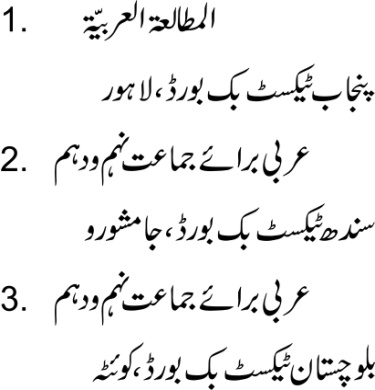 1. المطالعة العربيّة
پنجاب ٹیکسٹ بک بورڈ، لاہور
2. عربی برائے جماعت نہم ودہم
سندھ ٹیکسٹ بک بورڈ، جامشورو
3. عربی برائے جماعت نہم ودہم
بلوچستان ٹیکسٹ بک بورڈ، کوئٹہ